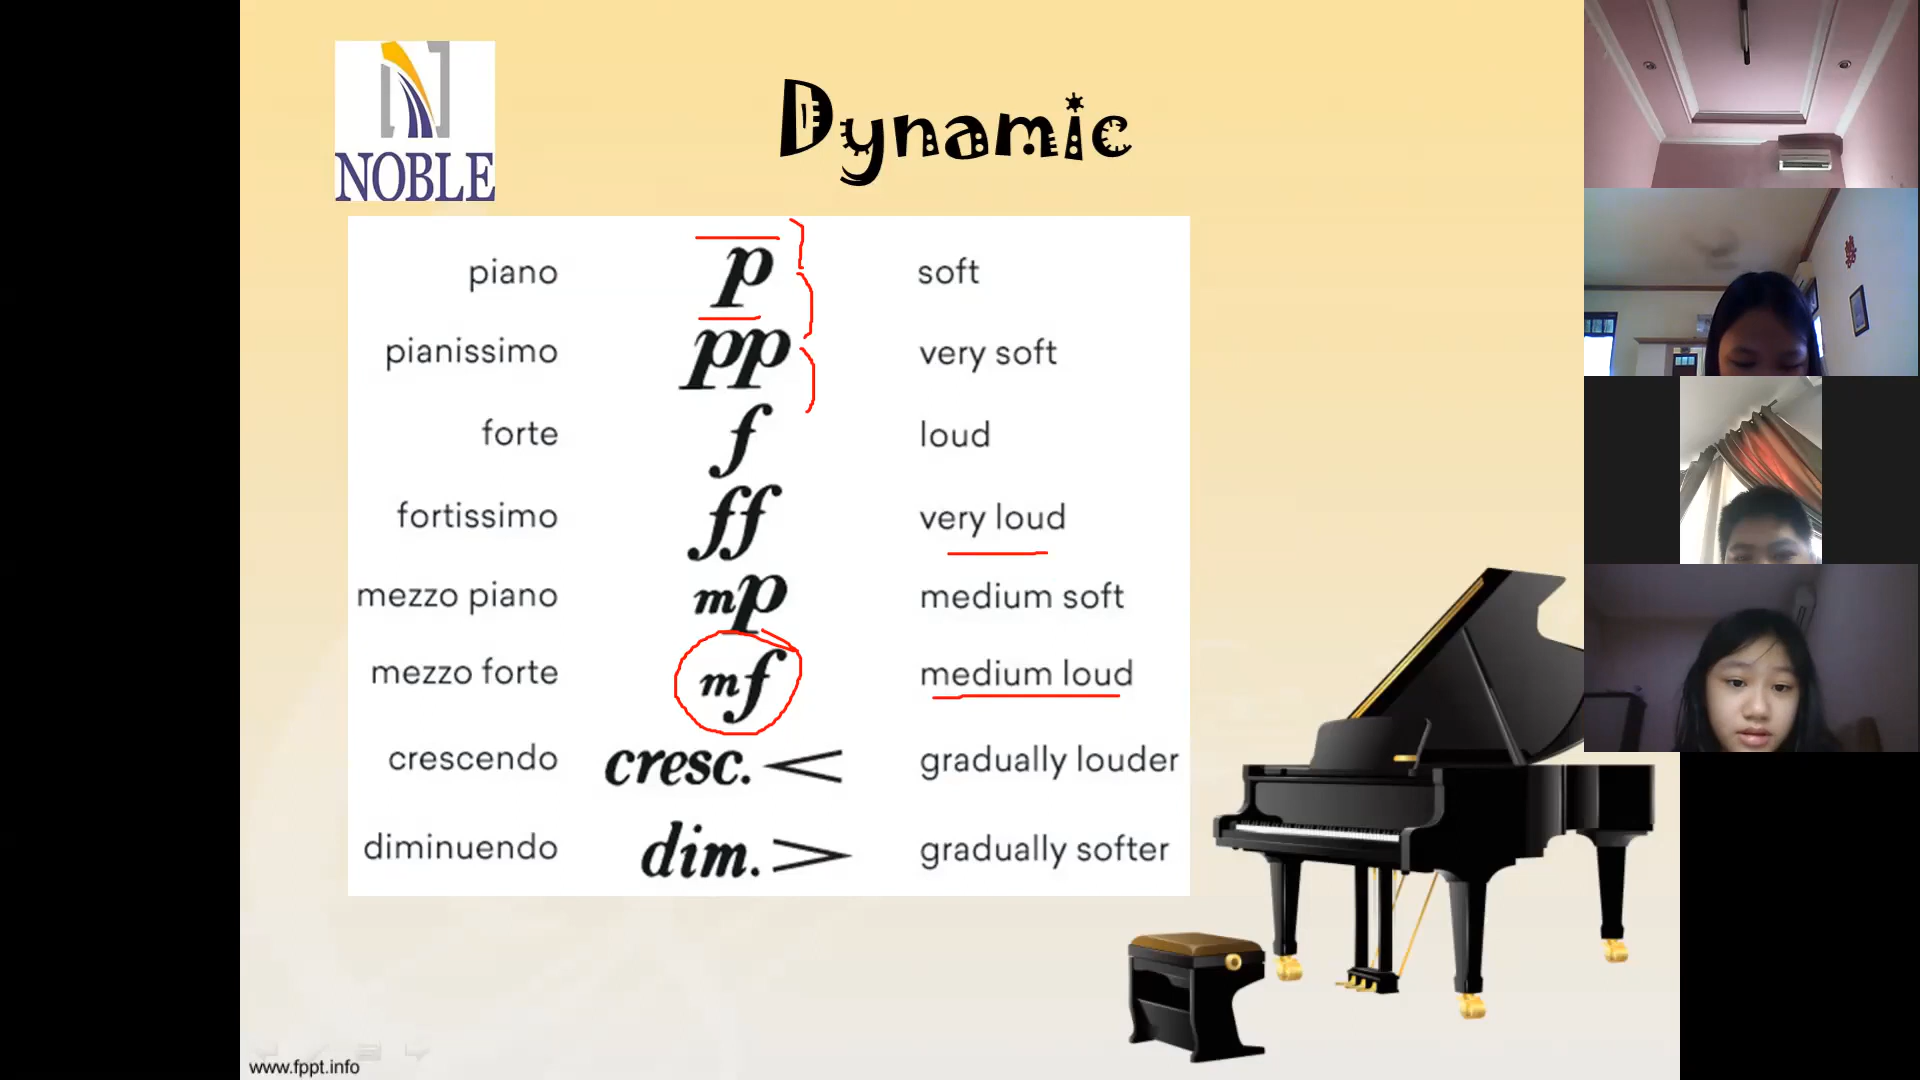 NOBLE
Dynamic
piano p soft
pianissimo pp very soft
forte f loud
fortissimo ff very loud
mezzo piano mp medium soft
mezzo forte mf medium loud
crescendo cresc. < gradually louder
diminuendo dim. > gradually softer
www.fppt.info